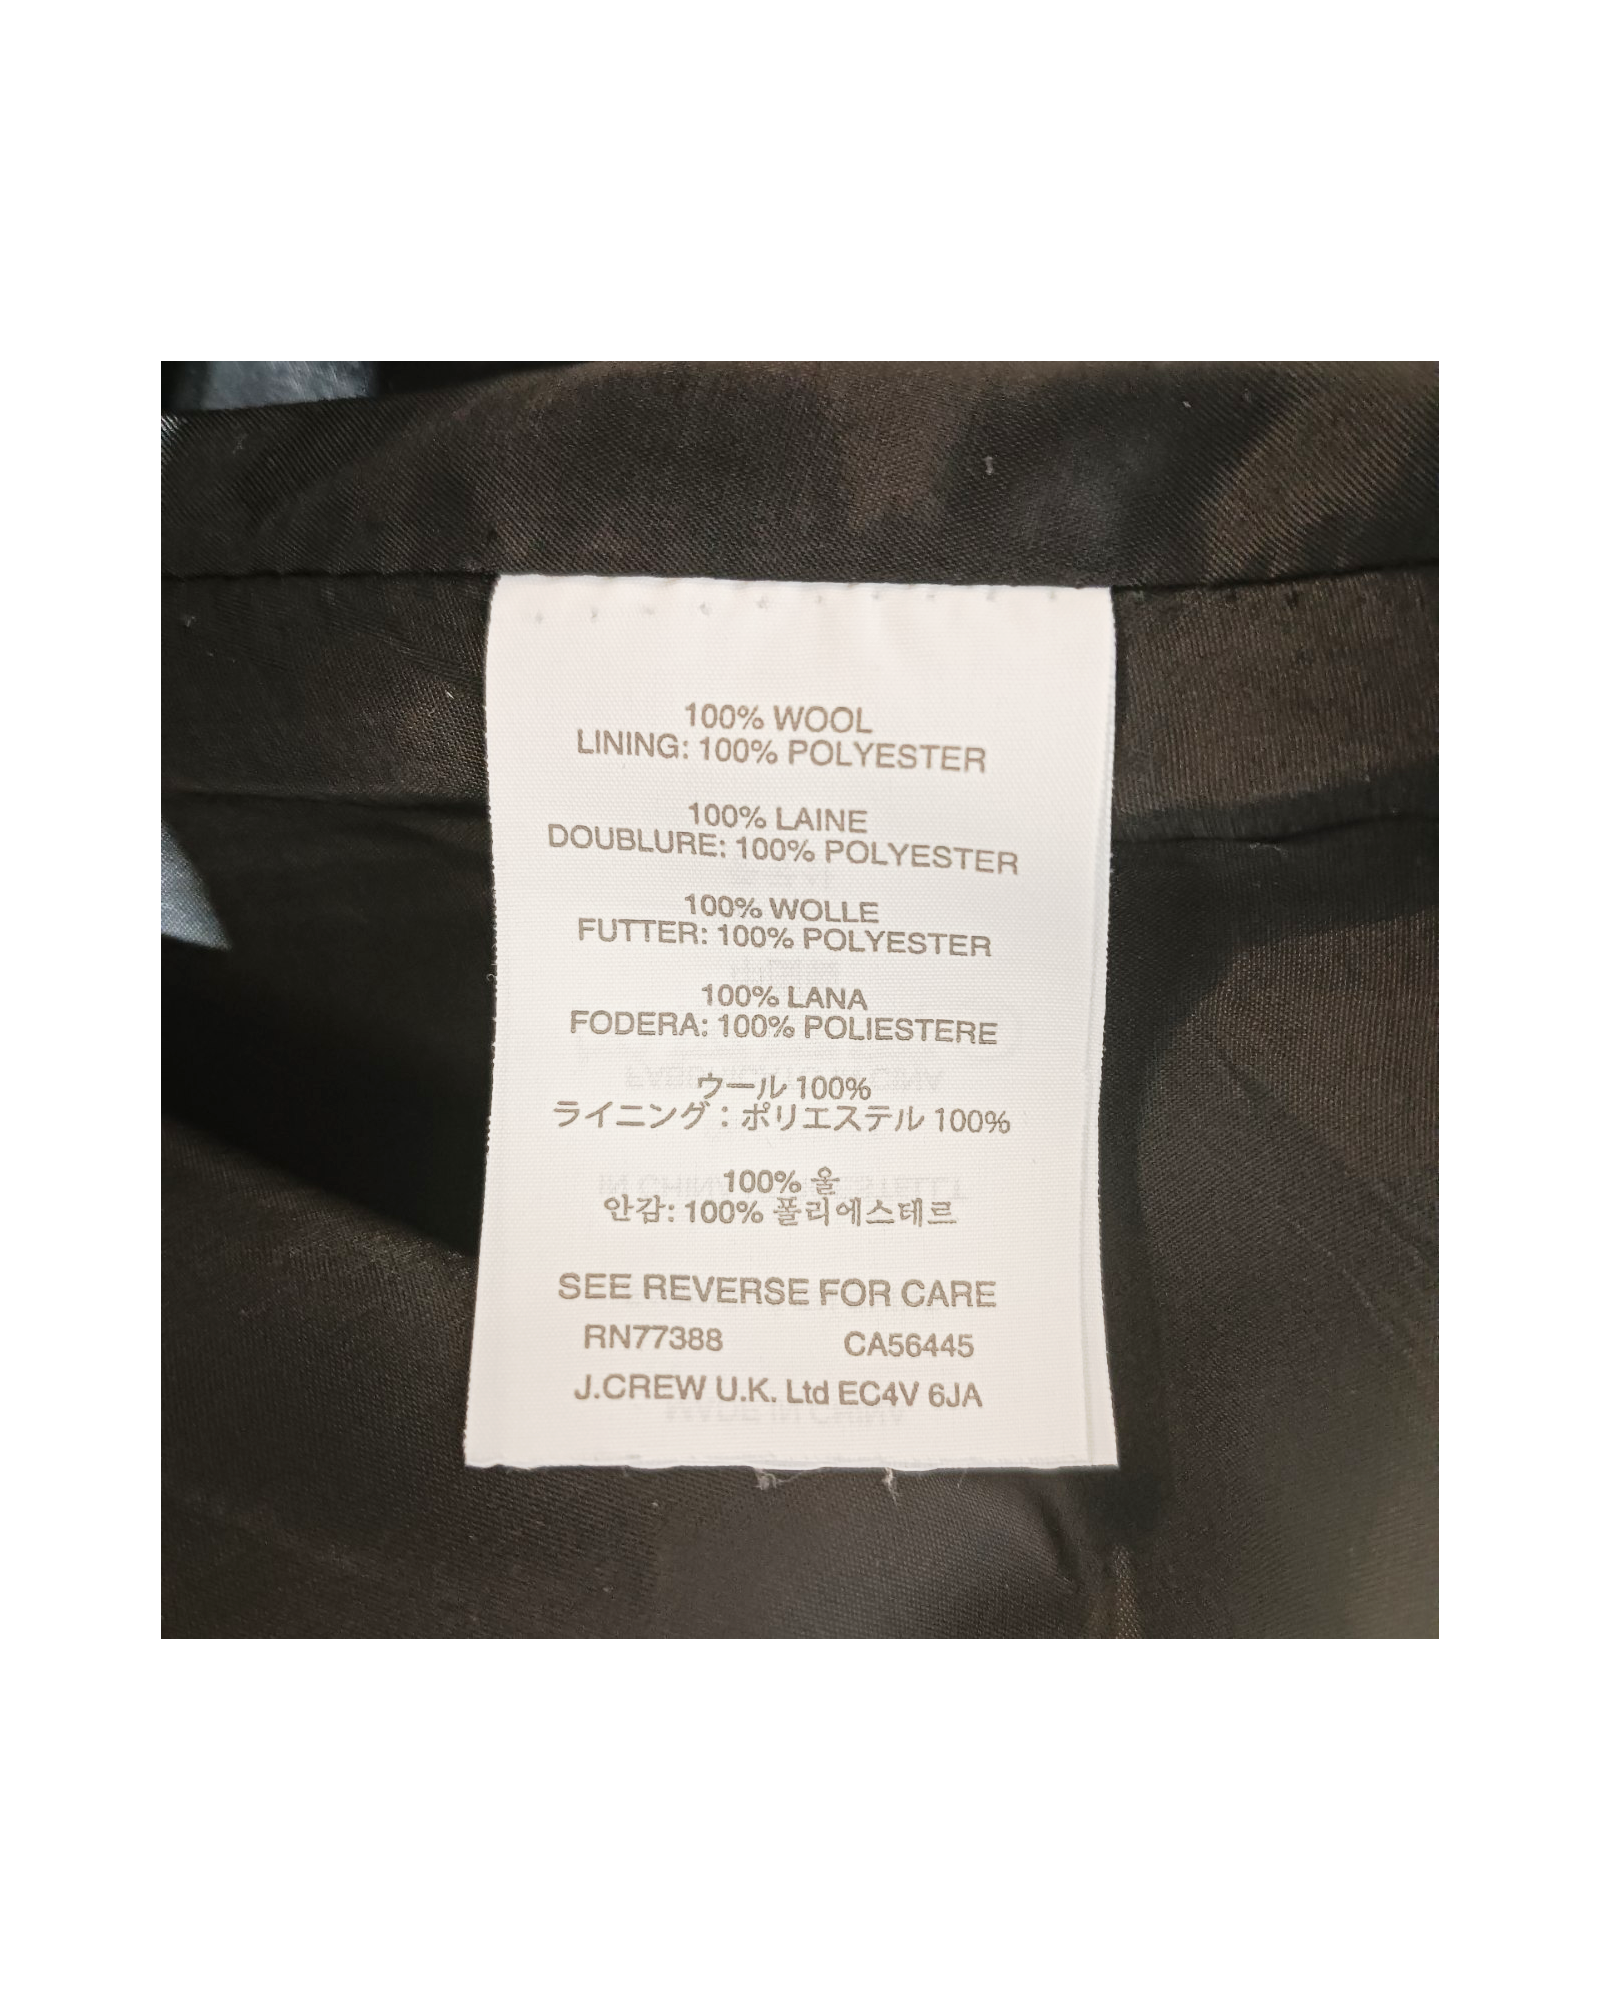 100% WOOL
LINING: 100% POLYESTER
100% LAINE
DOUBLURE: 100% POLYESTER
100% WOLLE
FUTTER: 100% POLYESTER
100% LANA
FODERA: 100% POLIESTERE
ウール 100%
ライニング：ポリエステル 100%
100% 울
안감: 100% 폴리에스테르
SEE REVERSE FOR CARE
RN77388 CA56445
J.CREW U.K. Ltd EC4V 6JA